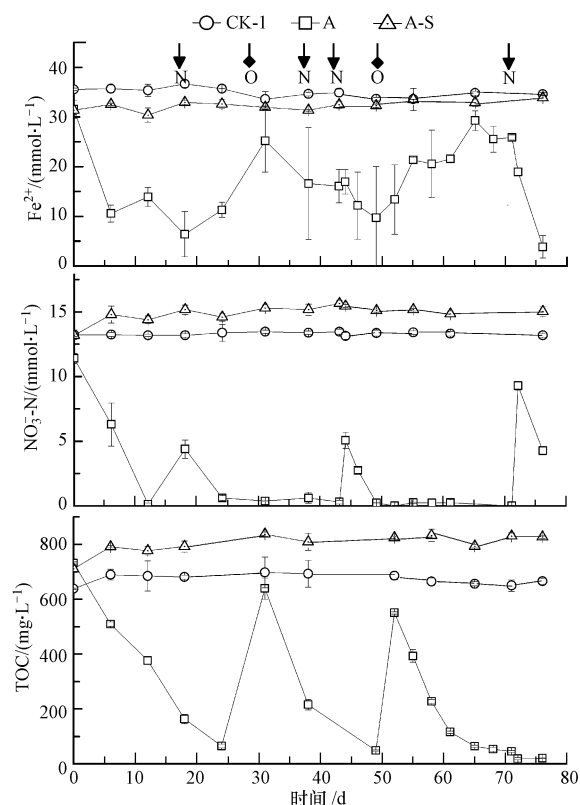 CK-1 A A-S
N O N N O N
40
30
20
10
0
Fe²⁺/(mmol·L⁻¹)
15
10
5
0
NO₃⁻-N/(mmol·L⁻¹)
800
600
400
200
0
TOC/(mg·L⁻¹)
0 10 20 30 40 50 60 70 80
时间 /d